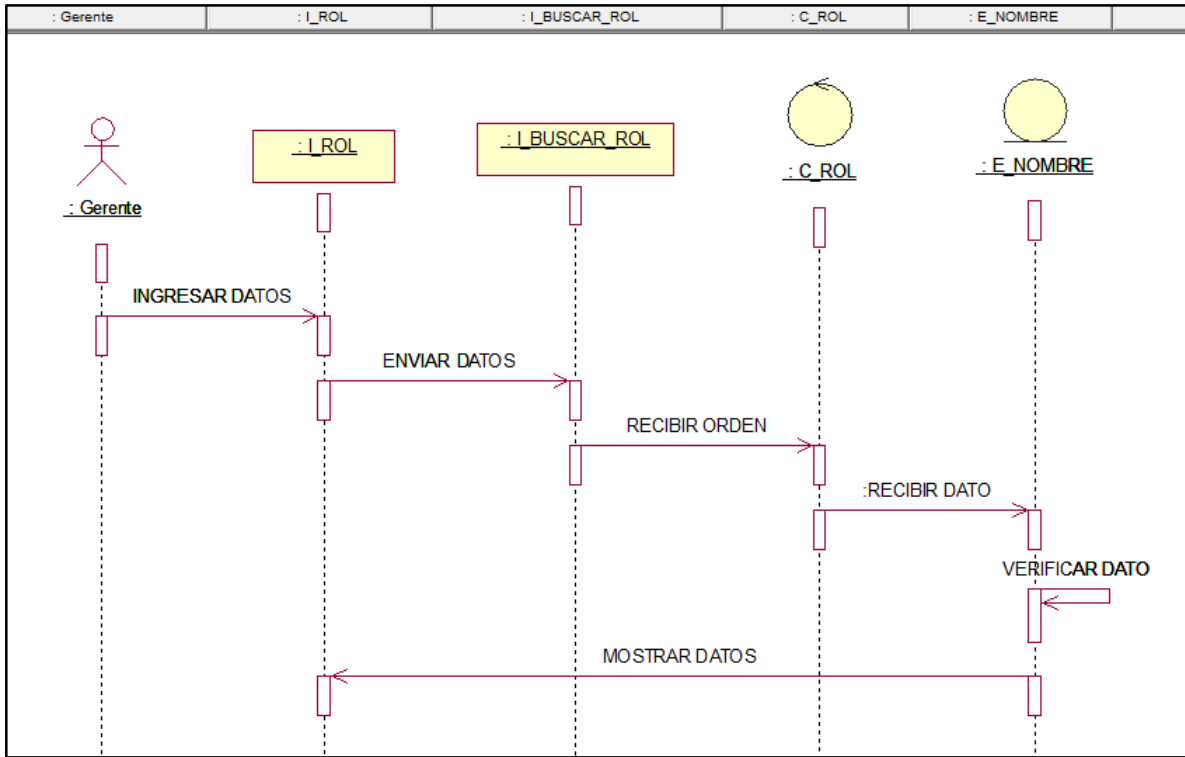 : Gerente
: I_ROL
: I_BUSCAR_ROL
: C_ROL
: E_NOMBRE
: I_ROL
: I_BUSCAR_ROL
: C_ROL
: E_NOMBRE
: Gerente
INGRESAR DATOS
ENVIAR DATOS
RECIBIR ORDEN
:RECIBIR DATO
VERIFICAR DATO
MOSTRAR DATOS